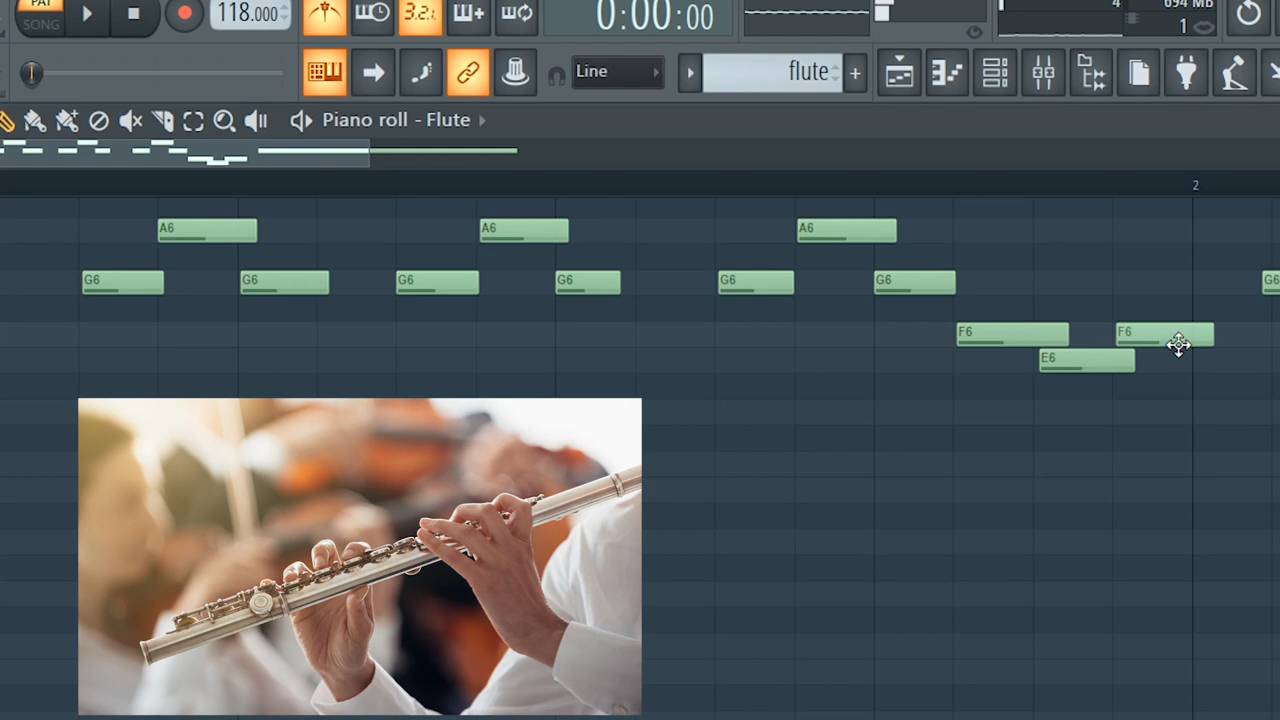 PAT
SONG
118.000
3.2
0:00:00
4
694 MB
1
Line
flute
Piano roll - Flute
2
A6 A6 A6
G6 G6 G6 G6 G6 G6 G6
F6 F6
E6